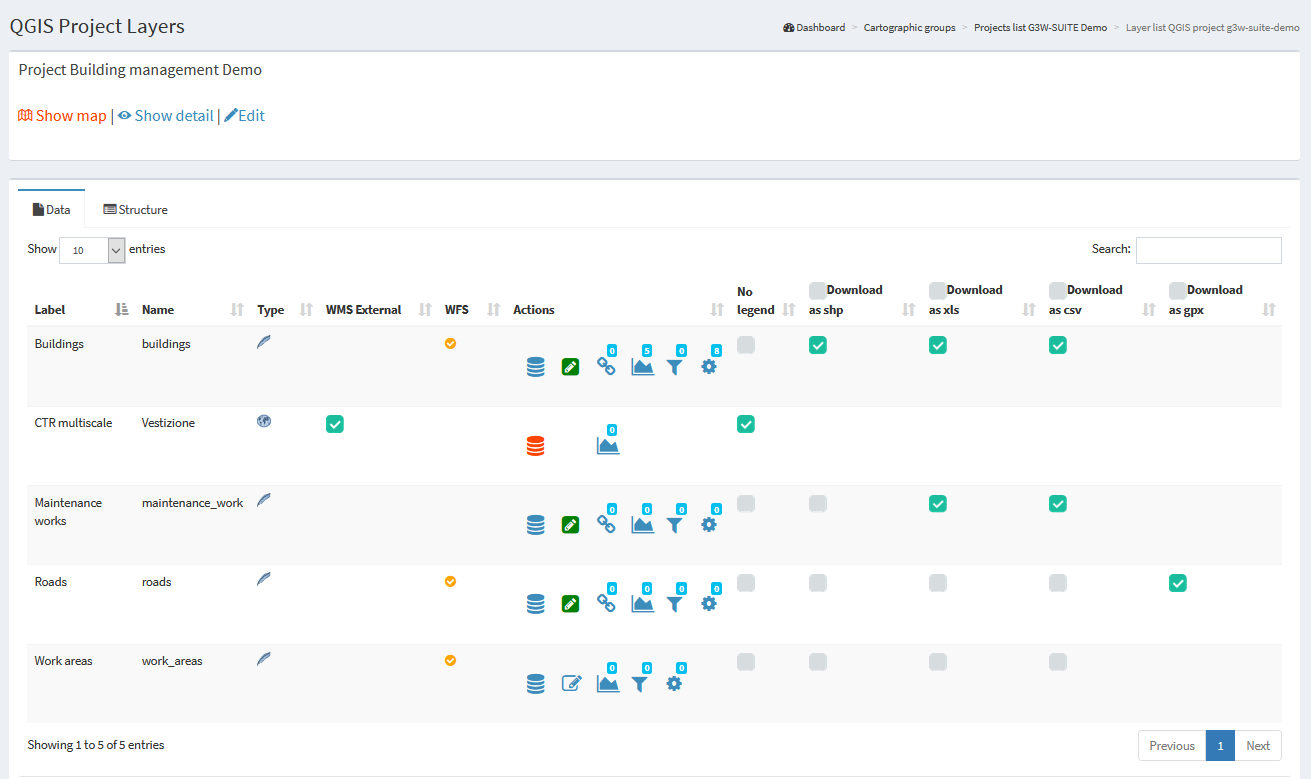 QGIS Project Layers
Dashboard > Cartographic groups > Projects list G3W-SUITE Demo > Layer list QGIS project g3w-suite-demo
Project Building management Demo
Show map | Show detail | Edit
Data Structure
Show 10 entries Search:
Label Name Type WMS External WFS Actions No legend Download as shp Download as xls Download as csv Download as gpx
Buildings buildings 0 5 0 8
CTR multiscale Vestizione 0
Maintenance works maintenance_work 0 0 0 0
Roads roads 0 0 0 0
Work areas work_areas 0 0 0
Showing 1 to 5 of 5 entries Previous 1 Next